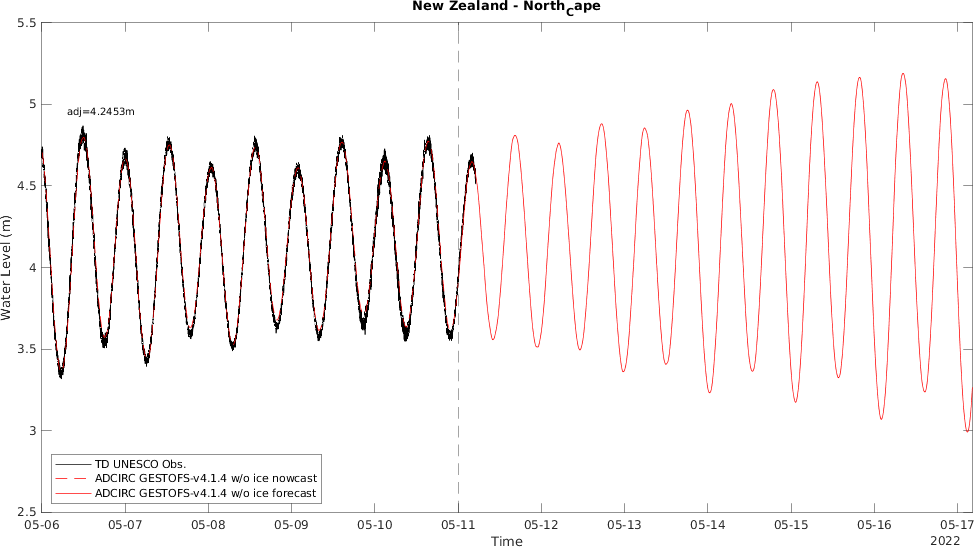 New Zealand - NorthCape
5.5
5
adj=4.2453m
4.5
Water Level (m)
4
3.5
3
TD UNESCO Obs.
ADCIRC GESTOFS-v4.1.4 w/o ice nowcast
ADCIRC GESTOFS-v4.1.4 w/o ice forecast
2.5
05-06 05-07 05-08 05-09 05-10 05-11 05-12 05-13 05-14 05-15 05-16 05-17
Time 2022